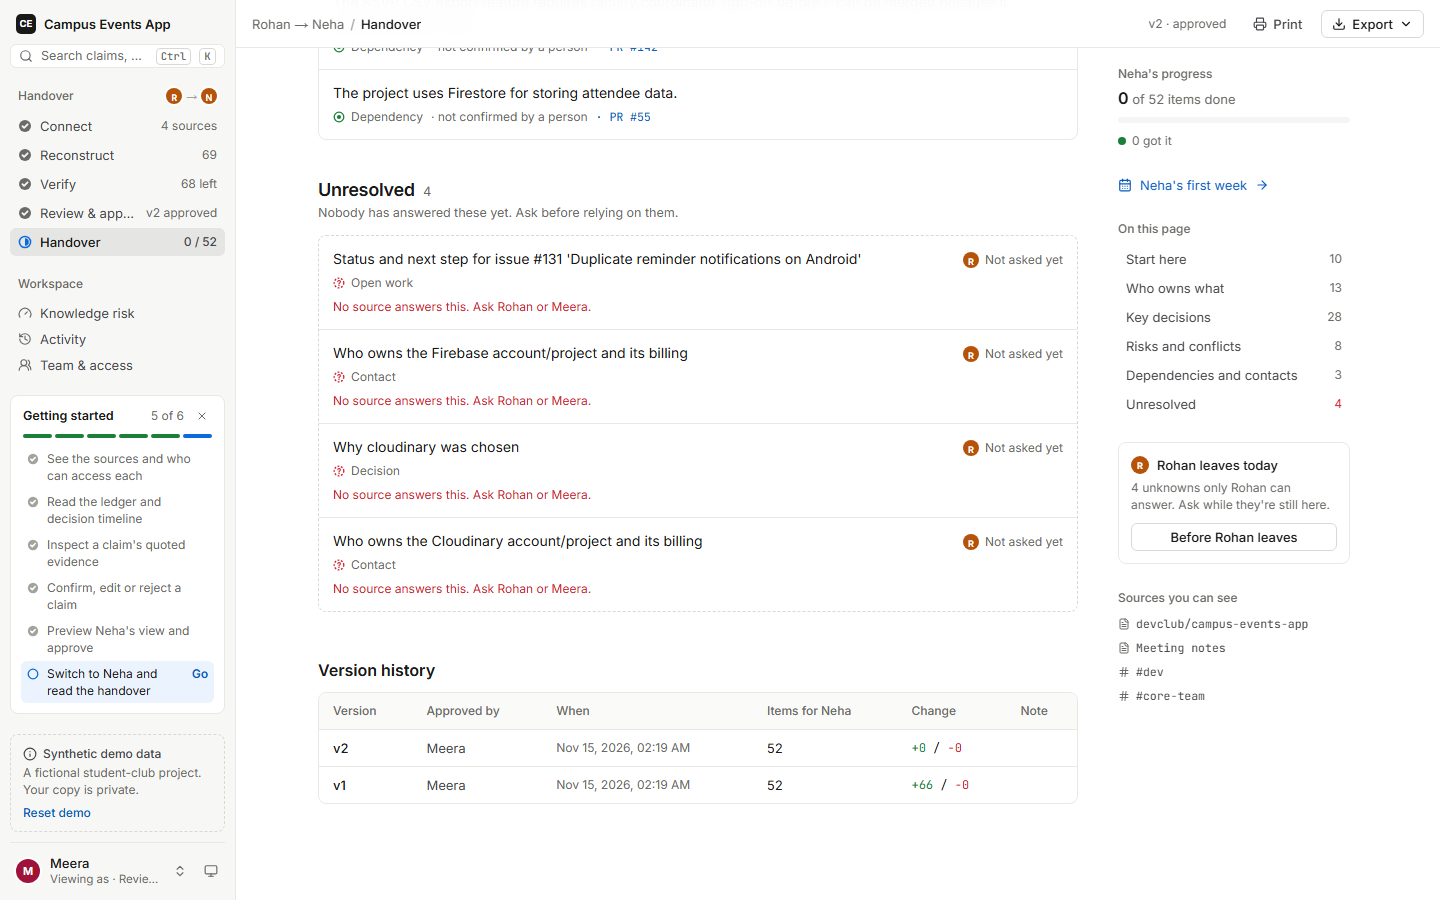 CE Campus Events App
Search claims, ... Ctrl K
Handover R → N
Connect 4 sources
Reconstruct 69
Verify 68 left
Review & app... v2 approved
Handover 0 / 52
Workspace
Knowledge risk
Activity
Team & access
Getting started 5 of 6
See the sources and who
can access each
Read the ledger and
decision timeline
Inspect a claim's quoted
evidence
Confirm, edit or reject a
claim
Preview Neha's view and
approve
Switch to Neha and Go
read the handover
Synthetic demo data
A fictional student-club project.
Your copy is private.
Reset demo
M Meera
Viewing as · Revie...
Rohan → Neha / Handover
v2 · approved
Print
Export
Dependency · not confirmed by a person · PR #142
The project uses Firestore for storing attendee data.
Dependency · not confirmed by a person · PR #55
Unresolved 4
Nobody has answered these yet. Ask before relying on them.
Status and next step for issue #131 'Duplicate reminder notifications on Android' R Not asked yet
Open work
No source answers this. Ask Rohan or Meera.
Who owns the Firebase account/project and its billing R Not asked yet
Contact
No source answers this. Ask Rohan or Meera.
Why cloudinary was chosen R Not asked yet
Decision
No source answers this. Ask Rohan or Meera.
Who owns the Cloudinary account/project and its billing R Not asked yet
Contact
No source answers this. Ask Rohan or Meera.
Version history
Version Approved by When Items for Neha Change Note
v2 Meera Nov 15, 2026, 02:19 AM 52 +0 / -0
v1 Meera Nov 15, 2026, 02:19 AM 52 +66 / -0
Neha's progress
0 of 52 items done
0 got it
Neha's first week →
On this page
Start here 10
Who owns what 13
Key decisions 28
Risks and conflicts 8
Dependencies and contacts 3
Unresolved 4
R Rohan leaves today
4 unknowns only Rohan can
answer. Ask while they're still here.
Before Rohan leaves
Sources you can see
devclub/campus-events-app
Meeting notes
# #dev
# #core-team